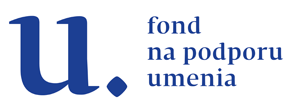 u.
fond
na podporu
umenia